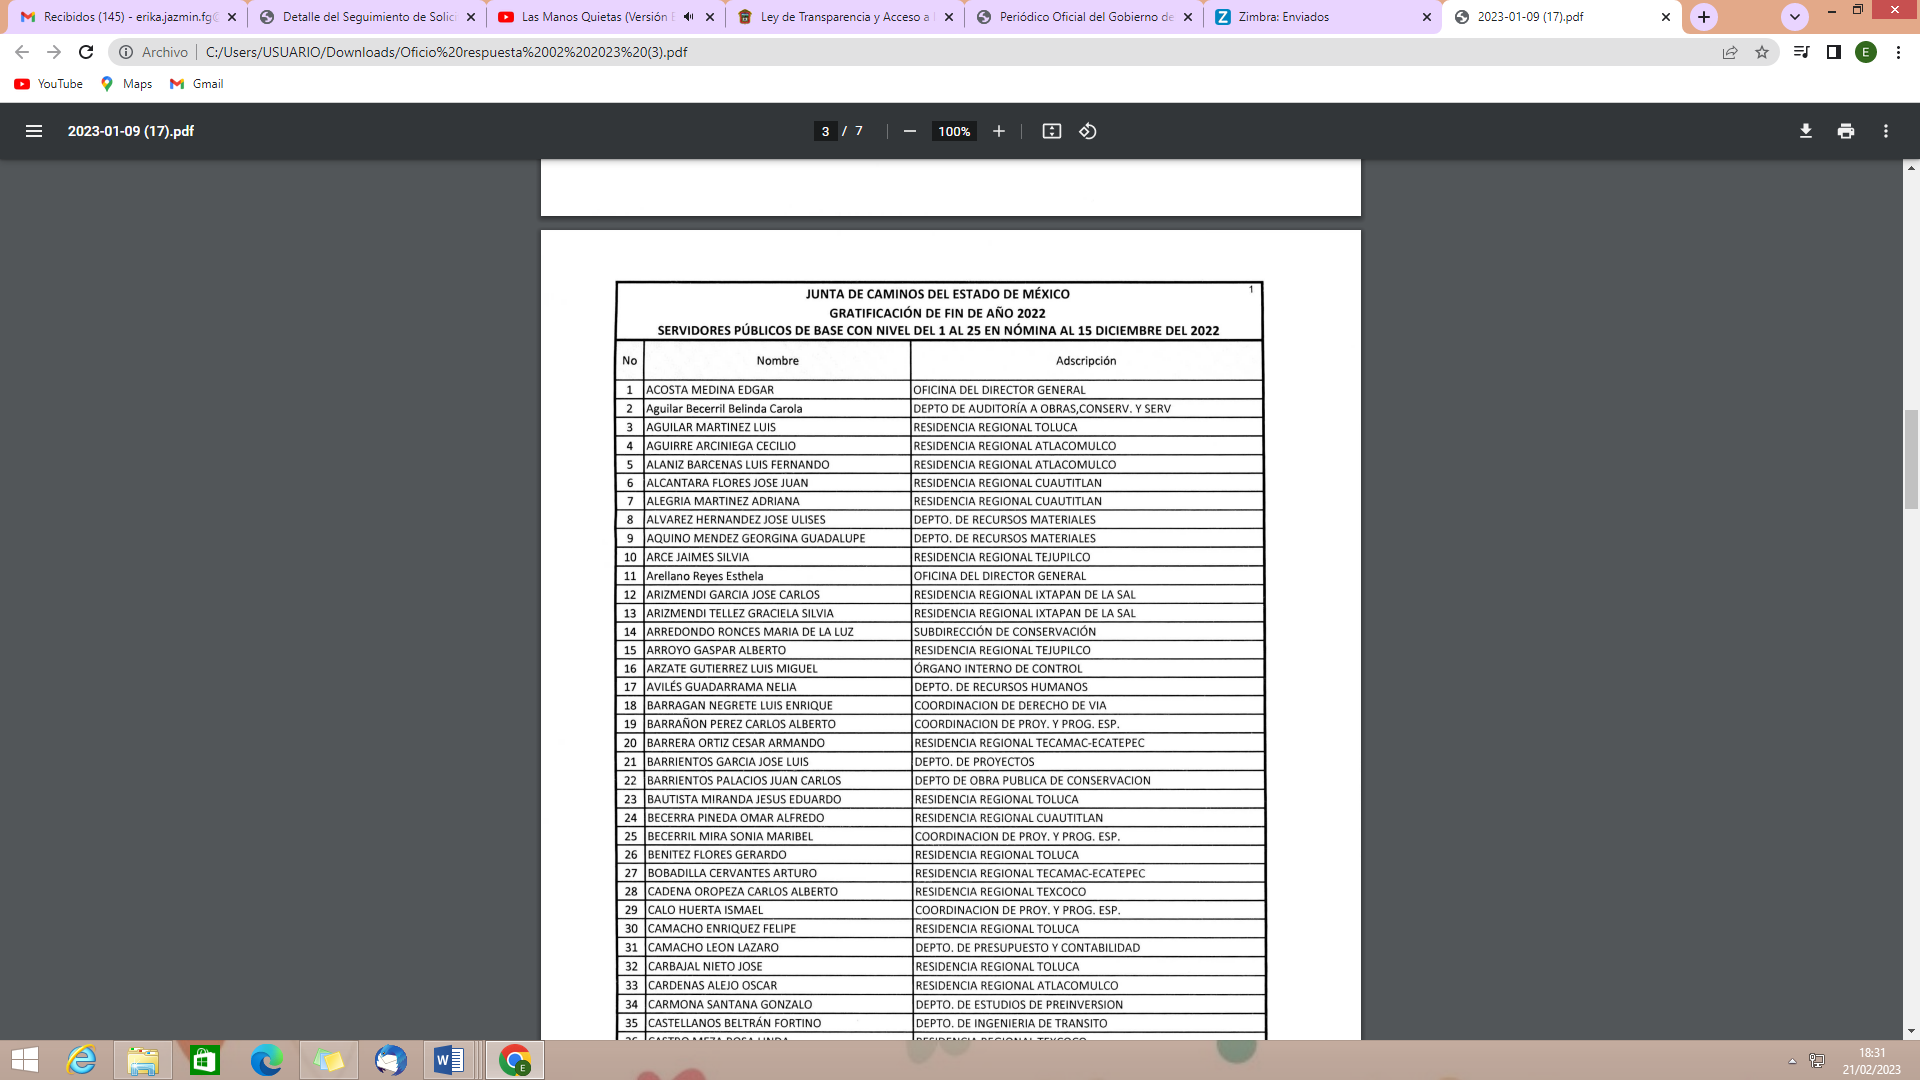 Recibidos (145) - erika.jazmin.fg@
Detalle del Seguimiento de Solici
Las Manos Quietas (Versión
Ley de Transparencia y Acceso a
Periódico Oficial del Gobierno de
Zimbra: Enviados
2023-01-09 (17).pdf
Archivo
C:/Users/USUARIO/Downloads/Oficio%20respuesta%2002%202023%20(3).pdf
E
YouTube
Maps
Gmail
2023-01-09 (17).pdf
3 / 7
100%
1
JUNTA DE CAMINOS DEL ESTADO DE MÉXICO
GRATIFICACIÓN DE FIN DE AÑO 2022
SERVIDORES PÚBLICOS DE BASE CON NIVEL DEL 1 AL 25 EN NÓMINA AL 15 DICIEMBRE DEL 2022
No Nombre Adscripción
1 ACOSTA MEDINA EDGAR OFICINA DEL DIRECTOR GENERAL
2 Aguilar Becerril Belinda Carola DEPTO DE AUDITORÍA A OBRAS,CONSERV. Y SERV
3 AGUILAR MARTINEZ LUIS RESIDENCIA REGIONAL TOLUCA
4 AGUIRRE ARCINIEGA CECILIO RESIDENCIA REGIONAL ATLACOMULCO
5 ALANIZ BARCENAS LUIS FERNANDO RESIDENCIA REGIONAL ATLACOMULCO
6 ALCANTARA FLORES JOSE JUAN RESIDENCIA REGIONAL CUAUTITLAN
7 ALEGRIA MARTINEZ ADRIANA RESIDENCIA REGIONAL CUAUTITLAN
8 ALVAREZ HERNANDEZ JOSE ULISES DEPTO. DE RECURSOS MATERIALES
9 AQUINO MENDEZ GEORGINA GUADALUPE DEPTO. DE RECURSOS MATERIALES
10 ARCE JAIMES SILVIA RESIDENCIA REGIONAL TEJUPILCO
11 Arellano Reyes Esthela OFICINA DEL DIRECTOR GENERAL
12 ARIZMENDI GARCIA JOSE CARLOS RESIDENCIA REGIONAL IXTAPAN DE LA SAL
13 ARIZMENDI TELLEZ GRACIELA SILVIA RESIDENCIA REGIONAL IXTAPAN DE LA SAL
14 ARREDONDO RONCES MARIA DE LA LUZ SUBDIRECCIÓN DE CONSERVACIÓN
15 ARROYO GASPAR ALBERTO RESIDENCIA REGIONAL TEJUPILCO
16 ARZATE GUTIERREZ LUIS MIGUEL ÓRGANO INTERNO DE CONTROL
17 AVILÉS GUADARRAMA NELIA DEPTO. DE RECURSOS HUMANOS
18 BARRAGAN NEGRETE LUIS ENRIQUE COORDINACION DE DERECHO DE VIA
19 BARRAÑON PEREZ CARLOS ALBERTO COORDINACION DE PROY. Y PROG. ESP.
20 BARRERA ORTIZ CESAR ARMANDO RESIDENCIA REGIONAL TECAMAC-ECATEPEC
21 BARRIENTOS GARCIA JOSE LUIS DEPTO. DE PROYECTOS
22 BARRIENTOS PALACIOS JUAN CARLOS DEPTO DE OBRA PUBLICA DE CONSERVACION
23 BAUTISTA MIRANDA JESUS EDUARDO RESIDENCIA REGIONAL TOLUCA
24 BECERRA PINEDA OMAR ALFREDO RESIDENCIA REGIONAL CUAUTITLAN
25 BECERRIL MIRA SONIA MARIBEL COORDINACION DE PROY. Y PROG. ESP.
26 BENITEZ FLORES GERARDO RESIDENCIA REGIONAL TOLUCA
27 BOBADILLA CERVANTES ARTURO RESIDENCIA REGIONAL TECAMAC-ECATEPEC
28 CADENA OROPEZA CARLOS ALBERTO RESIDENCIA REGIONAL TEXCOCO
29 CALO HUERTA ISMAEL COORDINACION DE PROY. Y PROG. ESP.
30 CAMACHO ENRIQUEZ FELIPE RESIDENCIA REGIONAL TOLUCA
31 CAMACHO LEON LAZARO DEPTO. DE PRESUPUESTO Y CONTABILIDAD
32 CARBAJAL NIETO JOSE RESIDENCIA REGIONAL TOLUCA
33 CARDENAS ALEJO OSCAR RESIDENCIA REGIONAL ATLACOMULCO
34 CARMONA SANTANA GONZALO DEPTO. DE ESTUDIOS DE PREINVERSION
35 CASTELLANOS BELTRÁN FORTINO DEPTO. DE INGENIERIA DE TRANSITO
18:31
21/02/2023